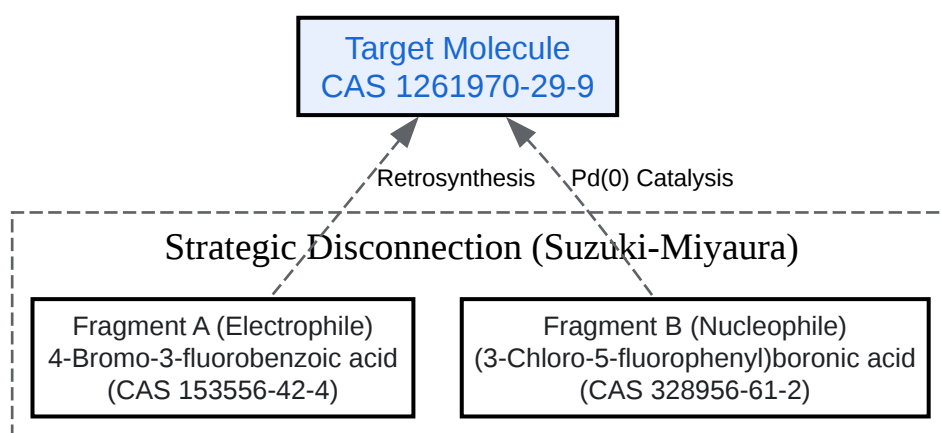 Target Molecule
CAS 1261970-29-9
Retrosynthesis
Pd(0) Catalysis
Strategic Disconnection (Suzuki-Miyaura)
Fragment A (Electrophile)
4-Bromo-3-fluorobenzoic acid
(CAS 153556-42-4)
Fragment B (Nucleophile)
(3-Chloro-5-fluorophenyl)boronic acid
(CAS 328956-61-2)